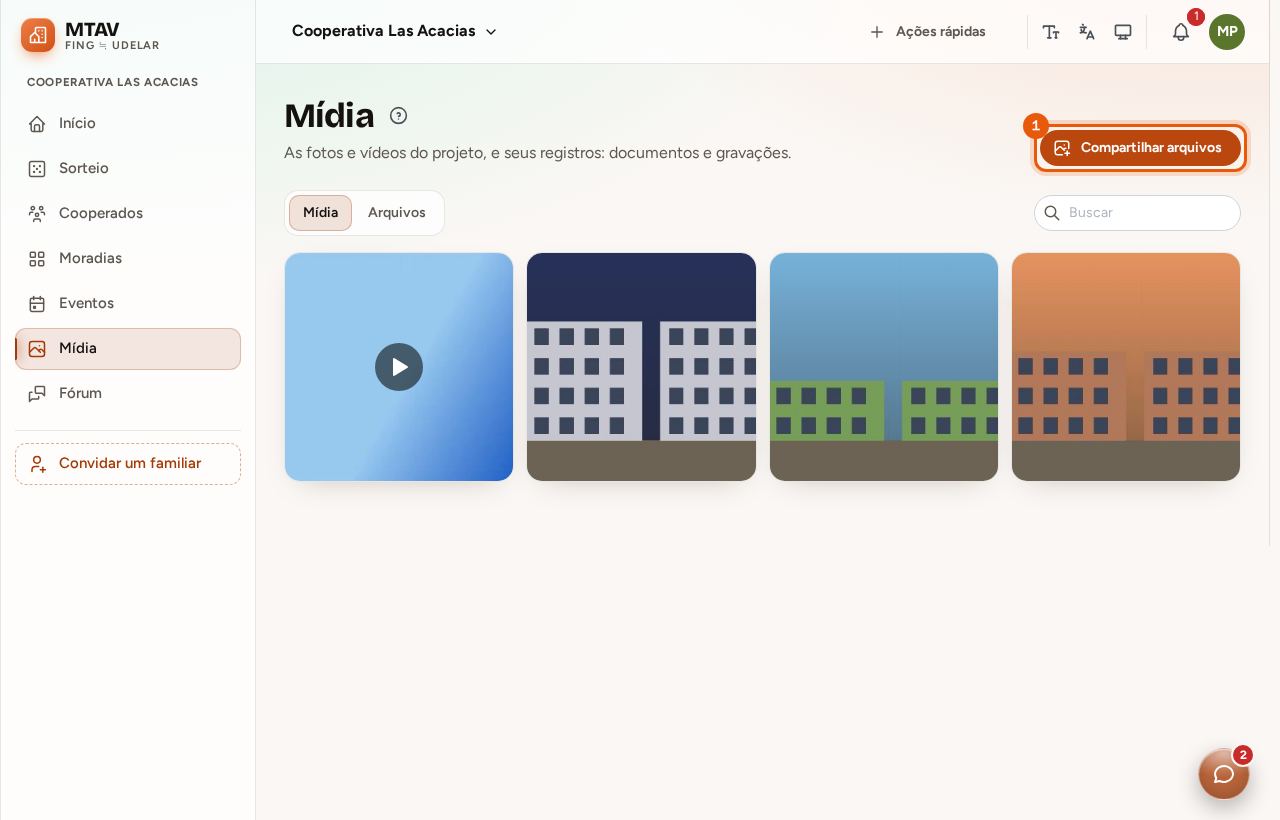 MTAV
FING ≒ UDELAR
COOPERATIVA LAS ACACIAS
Início
Sorteio
Cooperados
Moradias
Eventos
Mídia
Fórum
Convidar um familiar
Cooperativa Las Acacias
Ações rápidas
1
MP
Mídia
As fotos e vídeos do projeto, e seus registros: documentos e gravações.
1
Compartilhar arquivos
Mídia
Arquivos
Buscar
2